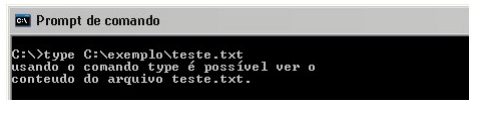 Prompt de comando
C:\>type C:\exemplo\teste.txt
usando o comando type é possível ver o
conteudo do arquivo teste.txt.